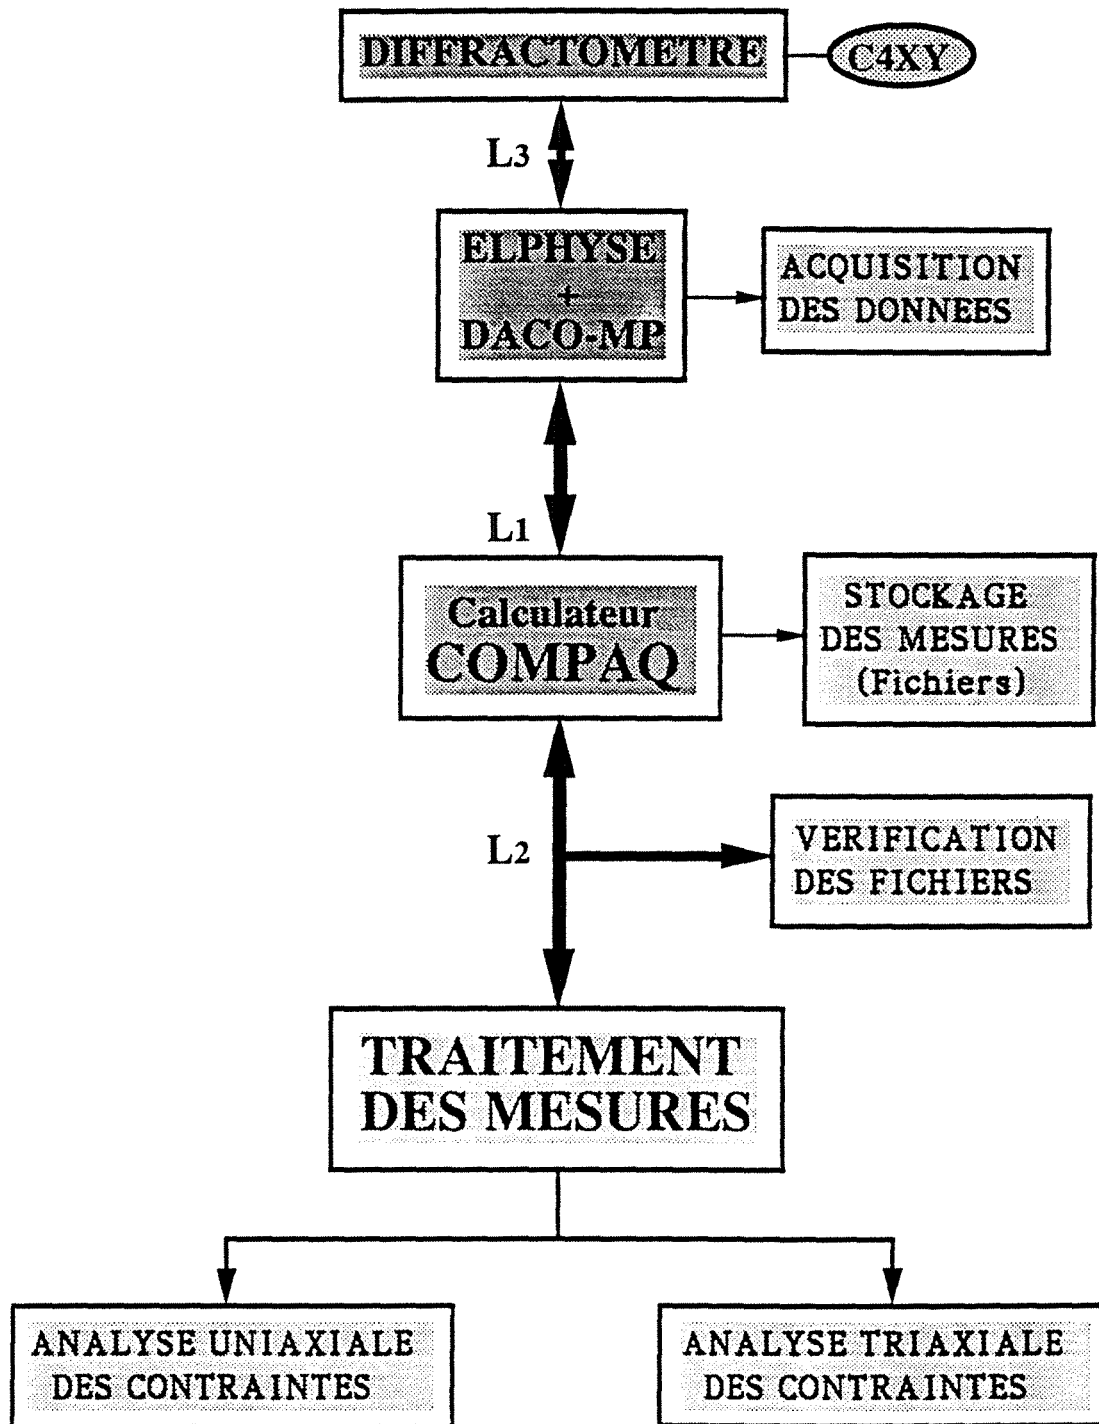 DIFFRACTOMETRE
C4XY
L3
ELPHYSE
+
DACO-MP
ACQUISITION
DES DONNEES
L1
Calculateur
COMPAQ
STOCKAGE
DES MESURES
(Fichiers)
L2
VERIFICATION
DES FICHIERS
TRAITEMENT
DES MESURES
ANALYSE UNIAXIALE
DES CONTRAINTES
ANALYSE TRIAXIALE
DES CONTRAINTES